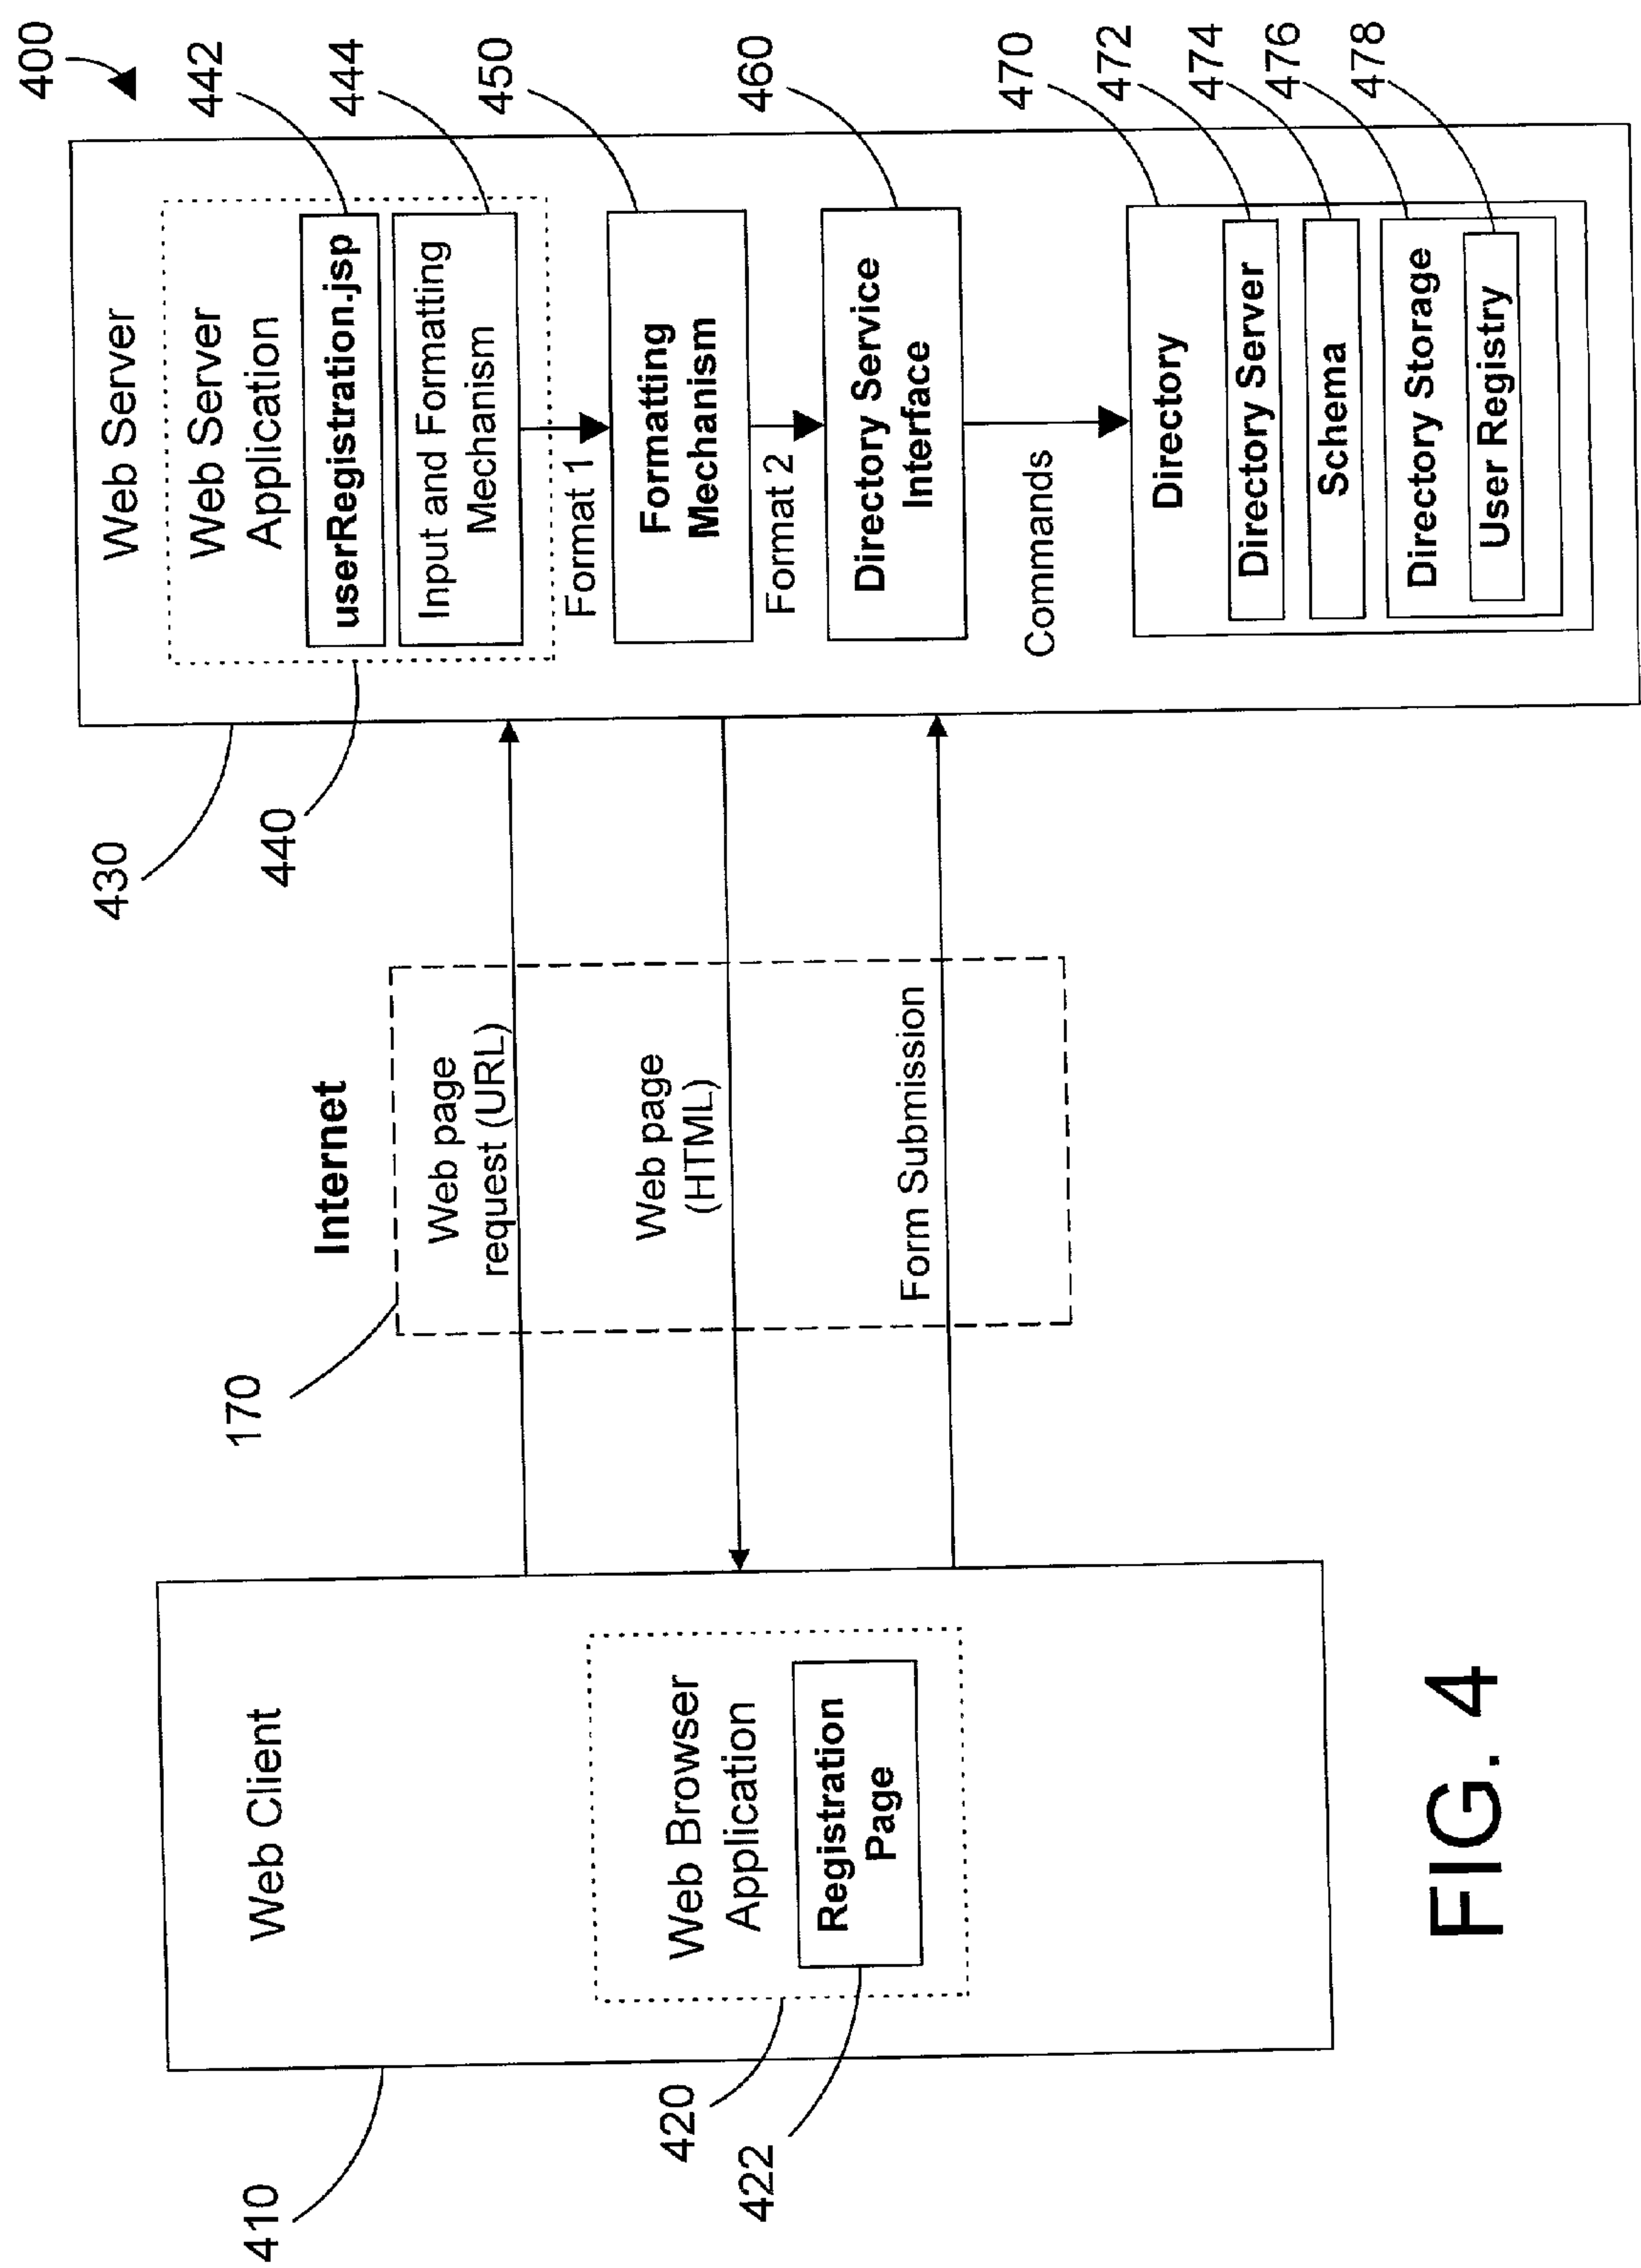 400
Web Client
410
Web Browser
Application
420
Registration
Page
422
Internet
170
Web page
request (URL)
Web page
(HTML)
Form Submission
Web Server
430
Web Server
Application
440
userRegistration.jsp
442
Input and Formating
Mechanism
444
Format 1
Formating
Mechanism
450
Format 2
Directory Service
Interface
460
Commands
Directory
470
Directory Server
472
Schema
474
Directory Storage
476
User Registry
478
FIG. 4